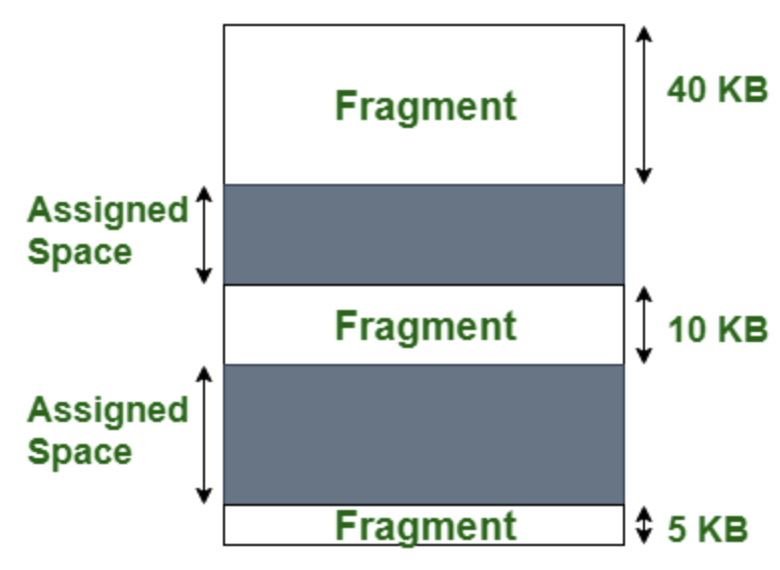 Fragment
40 KB
Assigned
Space
Fragment
10 KB
Assigned
Space
Fragment
5 KB